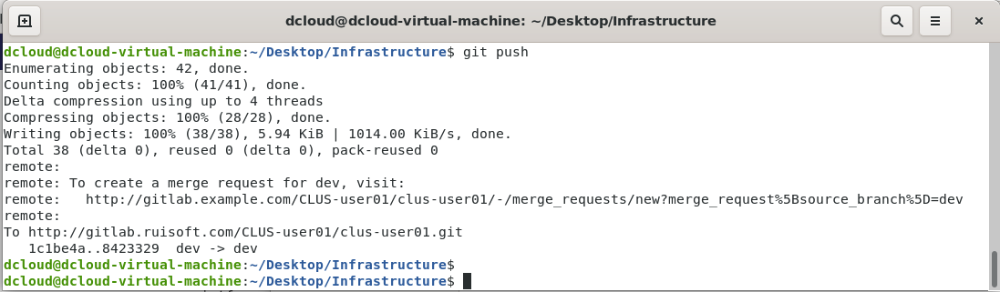 dcloud@dcloud-virtual-machine: ~/Desktop/Infrastructure
dcloud@dcloud-virtual-machine:~/Desktop/Infrastructure$ git push
Enumerating objects: 42, done.
Counting objects: 100% (41/41), done.
Delta compression using up to 4 threads
Compressing objects: 100% (28/28), done.
Writing objects: 100% (38/38), 5.94 KiB | 1014.00 KiB/s, done.
Total 38 (delta 0), reused 0 (delta 0), pack-reused 0
remote:
remote: To create a merge request for dev, visit:
remote:   http://gitlab.example.com/CLUS-user01/clus-user01/-/merge_requests/new?merge_request%5Bsource_branch%5D=dev
remote:
To http://gitlab.ruisoft.com/CLUS-user01/clus-user01.git
   1c1be4a..8423329  dev -> dev
dcloud@dcloud-virtual-machine:~/Desktop/Infrastructure$
dcloud@dcloud-virtual-machine:~/Desktop/Infrastructure$